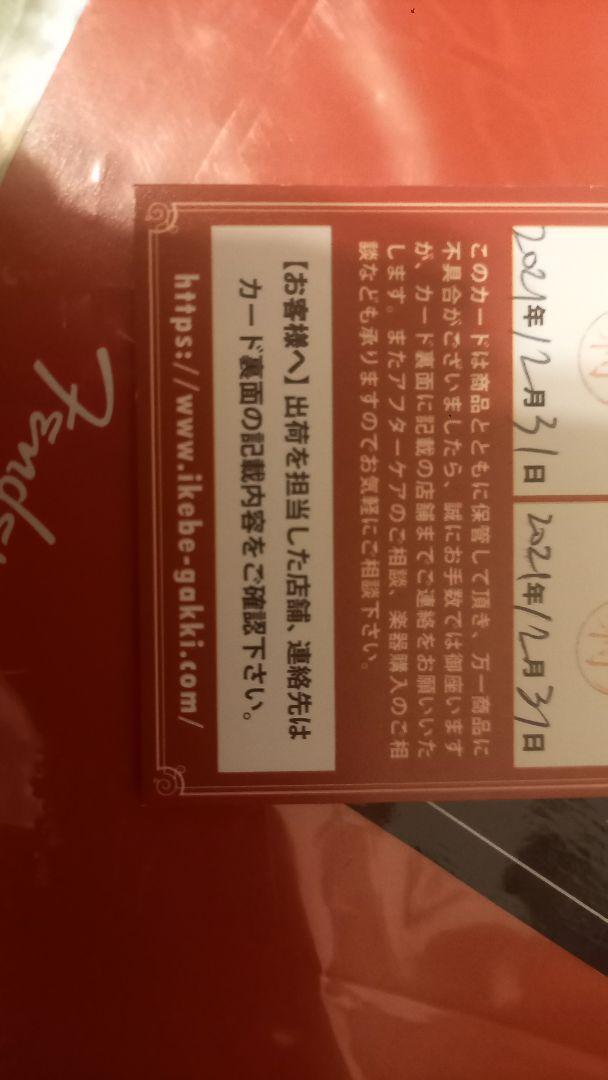 2021年12月31日
2021年12月31日
このカードは商品とともに保管して頂き、万一商品に
不具合がございましたら、誠にお手数では御座います
が、カード裏面に記載の店舗までご連絡をお願いいた
します。またアフターケアのご相談、楽器購入のご相
談なども承りますのでお気軽にご相談下さい。
【お客様へ】出荷を担当した店舗、連絡先は
カード裏面の記載内容をご確認下さい。
https://www.ikebe-gakki.com/